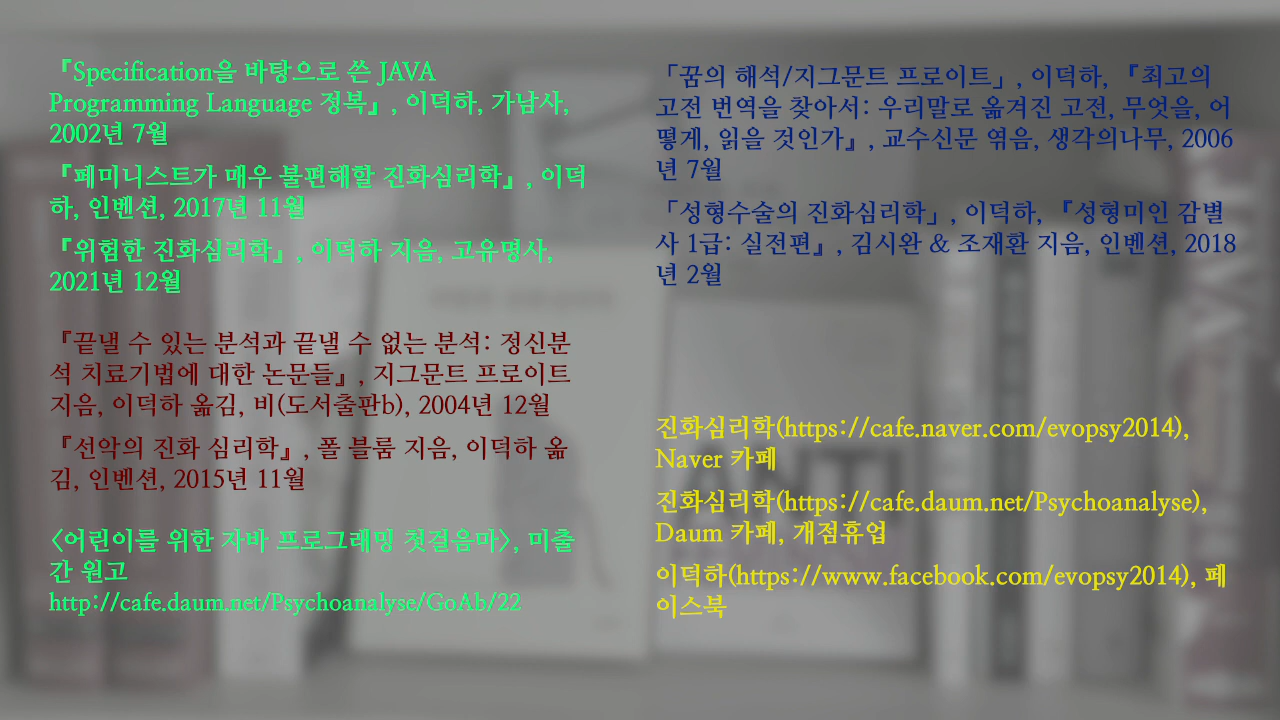 『Specification을 바탕으로 쓴 JAVA
Programming Language 정복』, 이덕하, 가남사,
2002년 7월
『페미니스트가 매우 불편해할 진화심리학』, 이덕
하, 인벤션, 2017년 11월
『위험한 진화심리학』, 이덕하 지음, 고유명사,
2021년 12월
『끝낼 수 있는 분석과 끝낼 수 없는 분석: 정신분
석 치료기법에 대한 논문들』, 지그문트 프로이트
지음, 이덕하 옮김, 비(도서출판b), 2004년 12월
『선악의 진화 심리학』, 폴 블룸 지음, 이덕하 옮
김, 인벤션, 2015년 11월
<어린이를 위한 자바 프로그래밍 첫걸음마>, 미출
간 원고
http://cafe.daum.net/Psychoanalyse/GoAb/22
「꿈의 해석/지그문트 프로이트」, 이덕하, 『최고의
고전 번역을 찾아서: 우리말로 옮겨진 고전, 무엇을, 어
떻게, 읽을 것인가』, 교수신문 엮음, 생각의나무, 2006
년 7월
「성형수술의 진화심리학」, 이덕하, 『성형미인 감별
사 1급: 실전편』, 김시완 & 조재환 지음, 인벤션, 2018
년 2월
진화심리학(https://cafe.naver.com/evopsy2014),
Naver 카페
진화심리학(https://cafe.daum.net/Psychoanalyse),
Daum 카페, 개점휴업
이덕하(https://www.facebook.com/evopsy2014), 페
이스북